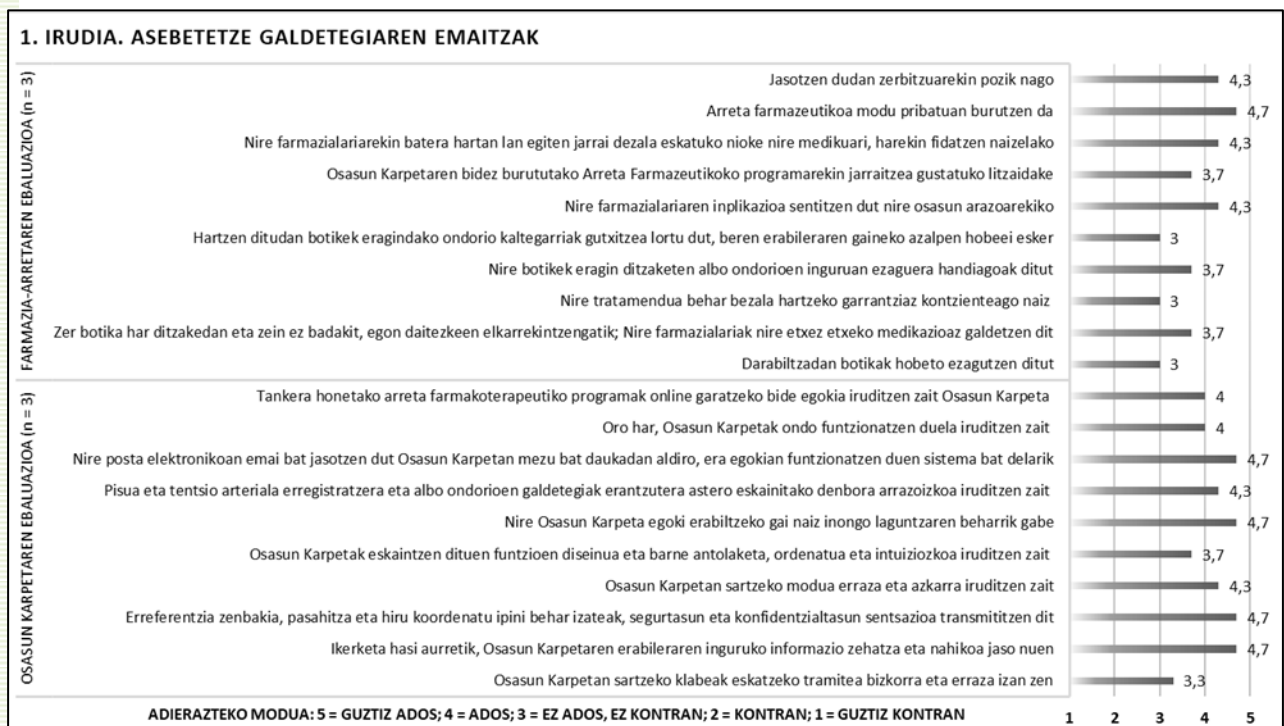 1. IRUDIA. ASEBETETZE GALDETEGIAREN EMAITZAK
FARMAZIA-ARRETAREN EBALUAZIOA (n = 3)
Jasotzen dudan zerbitzuarekin pozik nago 4,3
Arreta farmazeutikoa modu pribatuan burutzen da 4,7
Nire farmazialariarekin batera hartan lan egiten jarrai dezala eskatuko nioke nire medikuari, harekin fidatzen naizelako 4,3
Osasun Karpetaren bidez burututako Arreta Farmazeutikoko programarekin jarraitzea gustatuko litzaidake 3,7
Nire farmazialariaren inplikazioa sentitzen dut nire osasun arazoarekiko 4,3
Hartzen ditudan botikek eragindako ondorio kaltegarriak gutxitzea lortu dut, beren erabileraren gaineko azalpen hobeei esker 3
Nire botikek eragin ditzaketen albo ondorioen inguruan ezaguera handiagoak ditut 3,7
Nire tratamendua behar bezala hartzeko garrantziaz kontzienteago naiz 3
Zer botika har ditzakedan eta zein ez badakit, egon daitezkeen elkarrekintzengatik; Nire farmazialariak nire etxez etxeko medikazioaz galdetzen dit 3,7
Darabiltzadan botikak hobeto ezagutzen ditut 3
OSASUN KARPETAREN EBALUAZIOA (n = 3)
Tankera honetako arreta farmakoterapeutiko programak online garatzeko bide egokia iruditzen zait Osasun Karpeta 4
Oro har, Osasun Karpetak ondo funtzionatzen duela iruditzen zait 4
Nire posta elektronikoan emai bat jasotzen dut Osasun Karpetan mezu bat daukadan aldiro, era egokian funtzionatzen duen sistema bat delarik 4,7
Pisua eta tentsio arteriala erregistratzera eta albo ondorioen galdetegiak erantzutera astero eskainitako denbora arrazoizkoa iruditzen zait 4,3
Nire Osasun Karpeta egoki erabiltzeko gai naiz inongo laguntzaren beharrik gabe 4,7
Osasun Karpetak eskaintzen dituen funtzioen diseinua eta barne antolaketa, ordenatua eta intuiziozkoa iruditzen zait 3,7
Osasun Karpetan sartzeko modua erraza eta azkarra iruditzen zait 4,3
Erreferentzia zenbakia, pasahitza eta hiru koordenatu ipini behar izateak, segurtasun eta konfidentzialtasun sentsazioa transmititzen dit 4,7
Ikerketa hasi aurretik, Osasun Karpetaren erabileraren inguruko informazio zehatza eta nahikoa jaso nuen 4,7
Osasun Karpetan sartzeko klabeak eskatzeko tramitea bizkorra eta erraza izan zen 3,3
ADIERAZTEKO MODUA: 5 = GUZTIZ ADOS; 4 = ADOS; 3 = EZ ADOS, EZ KONTRAN; 2 = KONTRAN; 1 = GUZTIZ KONTRAN
1 2 3 4 5